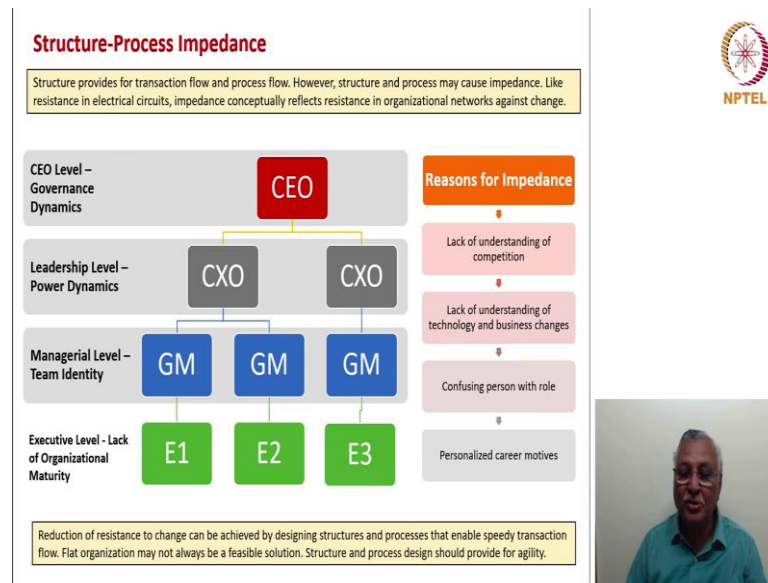 Structure-Process Impedance
NPTEL
Structure provides for transaction flow and process flow. However, structure and process may cause impedance. Like
resistance in electrical circuits, impedance conceptually reflects resistance in organizational networks against change.
CEO Level –
Governance
Dynamics
CEO
Leadership Level –
Power Dynamics
CXO
CXO
Managerial Level –
Team Identity
GM
GM
GM
Executive Level - Lack
of Organizational
Maturity
E1
E2
E3
Reasons for Impedance
Lack of understanding of
competition
Lack of understanding of
technology and business changes
Confusing person with role
Personalized career motives
Reduction of resistance to change can be achieved by designing structures and processes that enable speedy transaction
flow. Flat organization may not always be a feasible solution. Structure and process design should provide for agility.